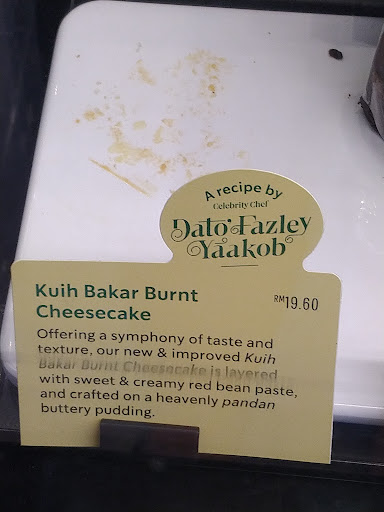 A recipe by
Celebrity Chef
Dato' Fazley
Yaakob
Kuih Bakar Burnt
Cheesecake
RM19.60
Offering a symphony of taste and
texture, our new & improved Kuih
Bakar Burnt Cheesecake is layered
with sweet & creamy red bean paste,
and crafted on a heavenly pandan
buttery pudding.